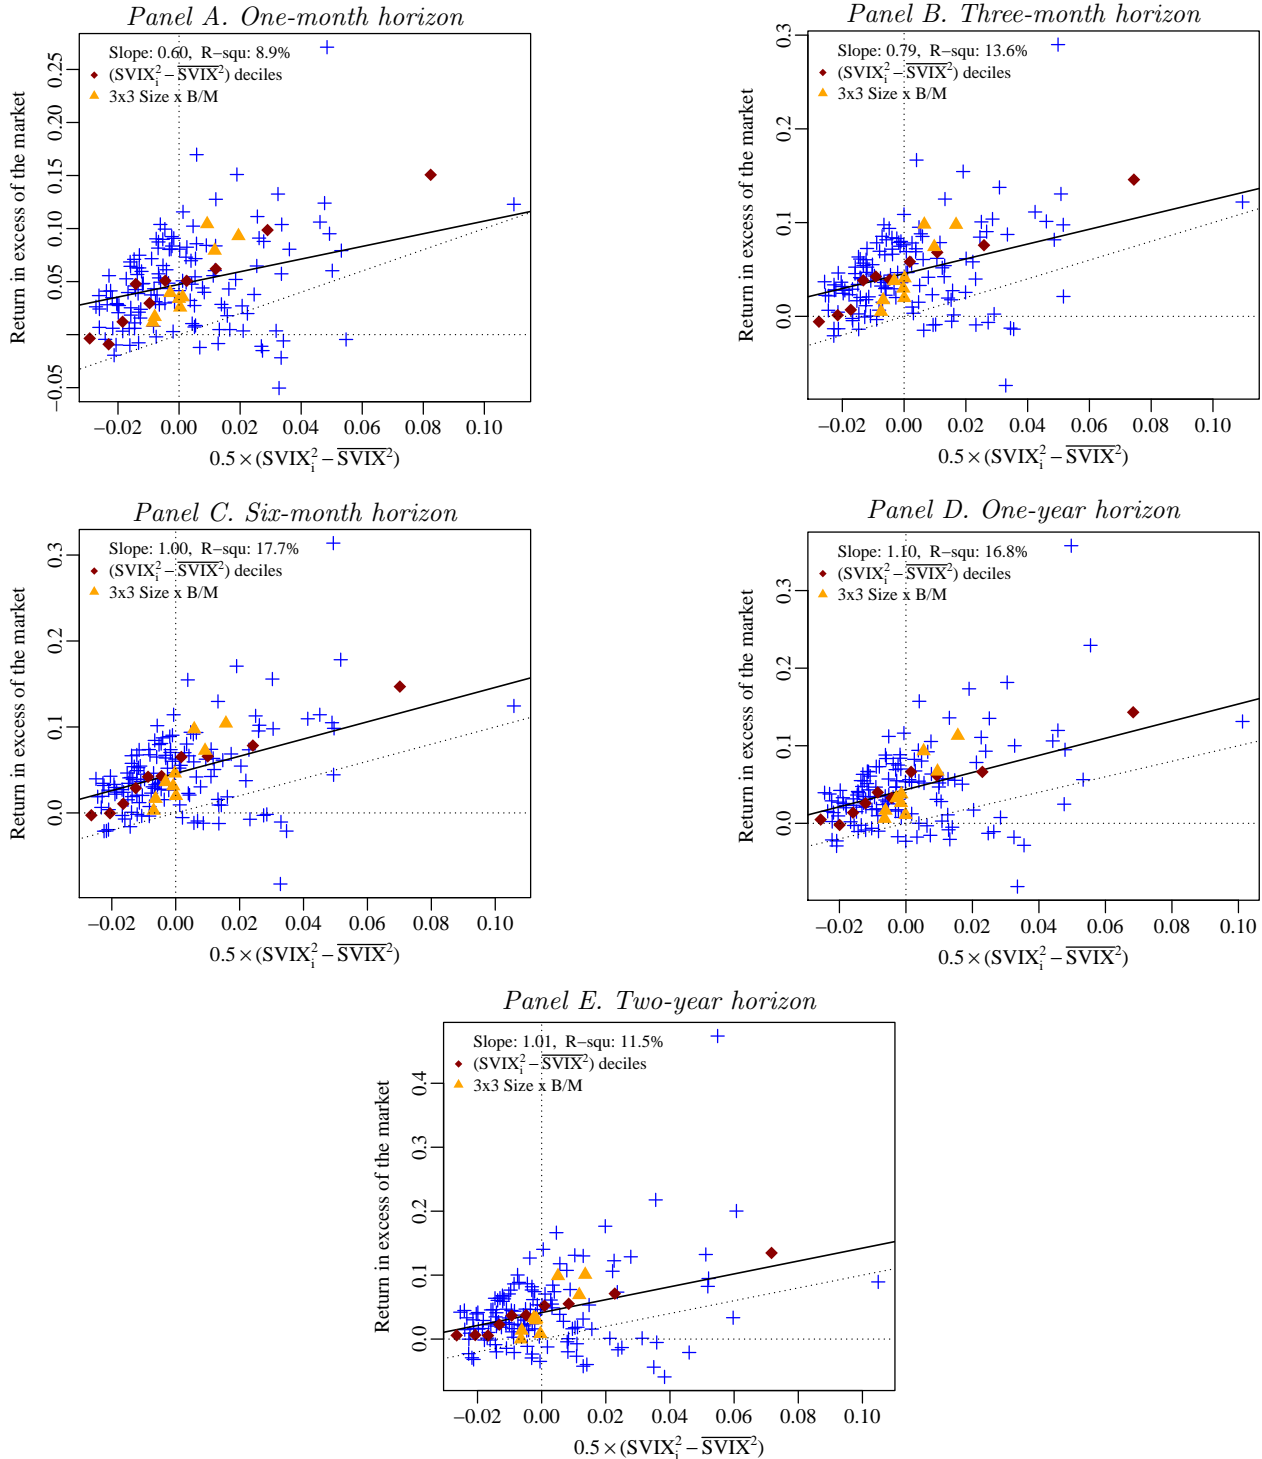 Panel A. One-month horizon
Slope: 0.60, R−squ: 8.9%
(SVIX²ᵢ − S̅V̅I̅X̅²) deciles
3x3 Size x B/M
Return in excess of the market
−0.05 0.05 0.10 0.15 0.20 0.25
−0.02 0.00 0.02 0.04 0.06 0.08 0.10
0.5 × (SVIX²ᵢ − S̅V̅I̅X̅²)
Panel B. Three-month horizon
Slope: 0.79, R−squ: 13.6%
(SVIX²ᵢ − S̅V̅I̅X̅²) deciles
3x3 Size x B/M
Return in excess of the market
0.0 0.1 0.2 0.3
−0.02 0.00 0.02 0.04 0.06 0.08 0.10
0.5 × (SVIX²ᵢ − S̅V̅I̅X̅²)
Panel C. Six-month horizon
Slope: 1.00, R−squ: 17.7%
(SVIX²ᵢ − S̅V̅I̅X̅²) deciles
3x3 Size x B/M
Return in excess of the market
0.0 0.1 0.2 0.3
−0.02 0.00 0.02 0.04 0.06 0.08 0.10
0.5 × (SVIX²ᵢ − S̅V̅I̅X̅²)
Panel D. One-year horizon
Slope: 1.10, R−squ: 16.8%
(SVIX²ᵢ − S̅V̅I̅X̅²) deciles
3x3 Size x B/M
Return in excess of the market
0.0 0.1 0.2 0.3
−0.02 0.00 0.02 0.04 0.06 0.08 0.10
0.5 × (SVIX²ᵢ − S̅V̅I̅X̅²)
Panel E. Two-year horizon
Slope: 1.01, R−squ: 11.5%
(SVIX²ᵢ − S̅V̅I̅X̅²) deciles
3x3 Size x B/M
Return in excess of the market
0.0 0.1 0.2 0.3 0.4
−0.02 0.00 0.02 0.04 0.06 0.08 0.10
0.5 × (SVIX²ᵢ − S̅V̅I̅X̅²)